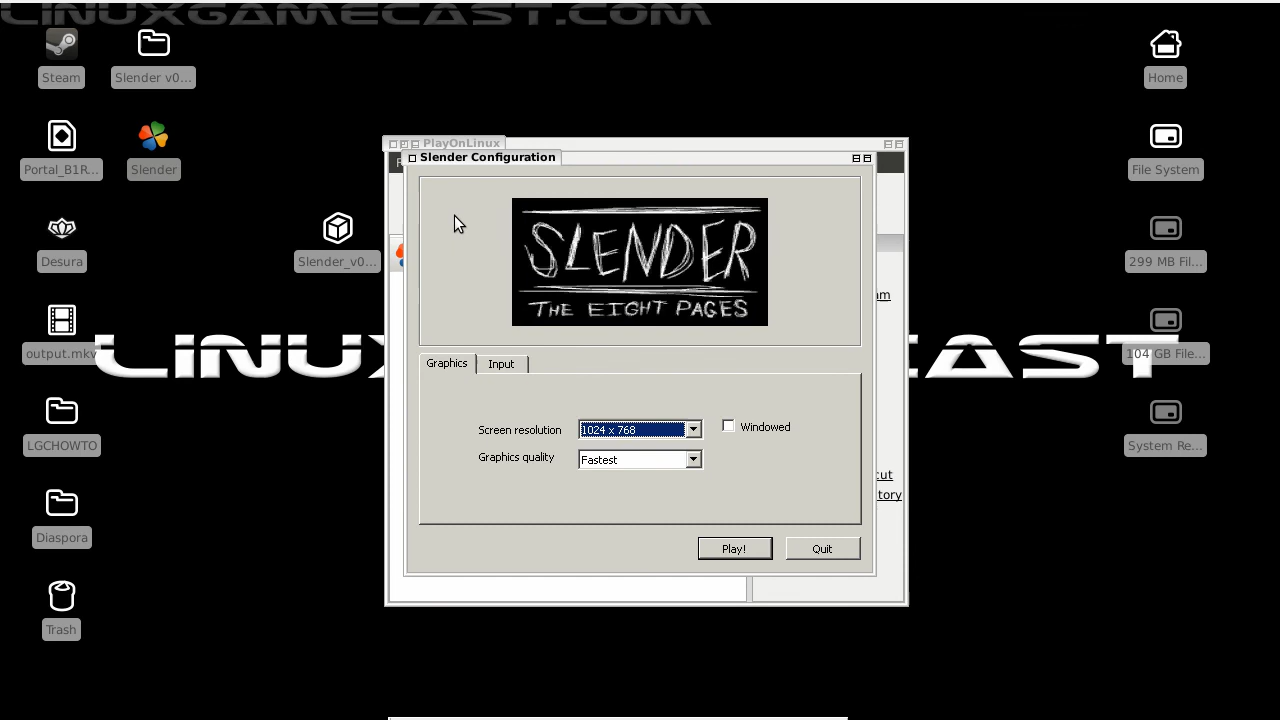 LINUXGAMECAST.COM
Steam
Slender v0...
Home
Portal_B1R...
Slender
File System
PlayOnLinux
Slender Configuration
SLENDER
THE EIGHT PAGES
Desura
Slender_v0...
299 MB Fil...
output.mkv
104 GB File...
Graphics
Input
LGCHOWTO
Screen resolution
1024 x 768
Windowed
System Re...
Graphics quality
Fastest
Diaspora
Play!
Quit
Trash